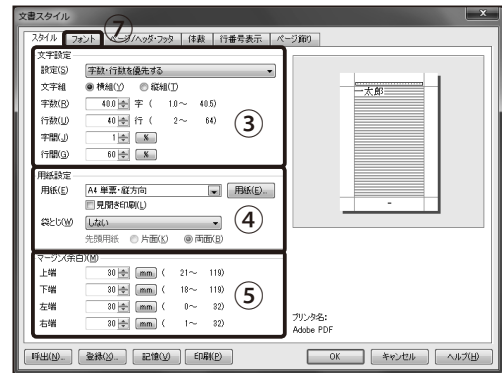 文書スタイル
スタイル フォント ⑦ ページ/ヘッダ・フッタ 体裁 行番号表示 ページ飾り
文字設定
設定(S) 字数・行数を優先する
文字組 横組(Y) 縦組(T)
字数(R) 40.0 字 ( 1.0～ 40.5)
行数(U) 40 行 ( 2～ 64)
字間(J) 1 %
行間(G) 60 %
③
用紙設定
用紙(E) A4 単票・縦方向 用紙(E)...
見開き印刷(L)
袋とじ(W) しない
先頭用紙 片面(K) 両面(B)
④
マージン(余白)(M)
上端 30 mm ( 21～ 119)
下端 30 mm ( 18～ 119)
左端 30 mm ( 0～ 32)
右端 30 mm ( 1～ 32)
⑤
一太郎
プリンタ名:
Adobe PDF
呼出(N)... 登録(X)... 記憶(V) 印刷(P) OK キャンセル ヘルプ(H)